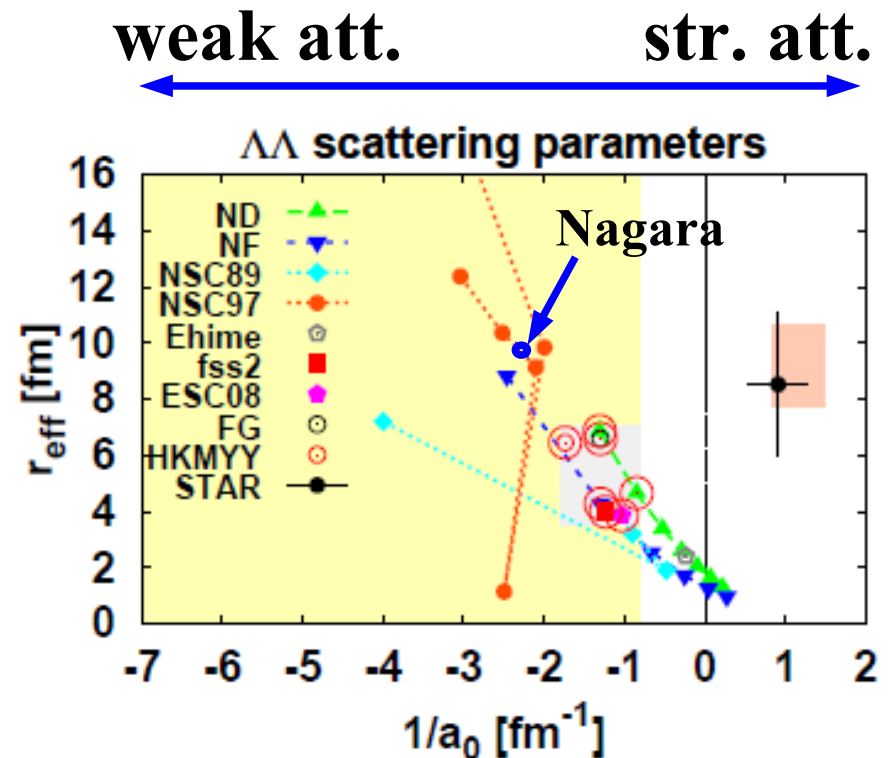 weak att. str. att.
ΛΛ scattering parameters
16
14
12
10
8
6
4
2
0
r_eff [fm]
ND
NF
NSC89
NSC97
Ehime
fss2
ESC08
FG
HKMYY
STAR
Nagara
-7 -6 -5 -4 -3 -2 -1 0 1 2
1/a₀ [fm⁻¹]